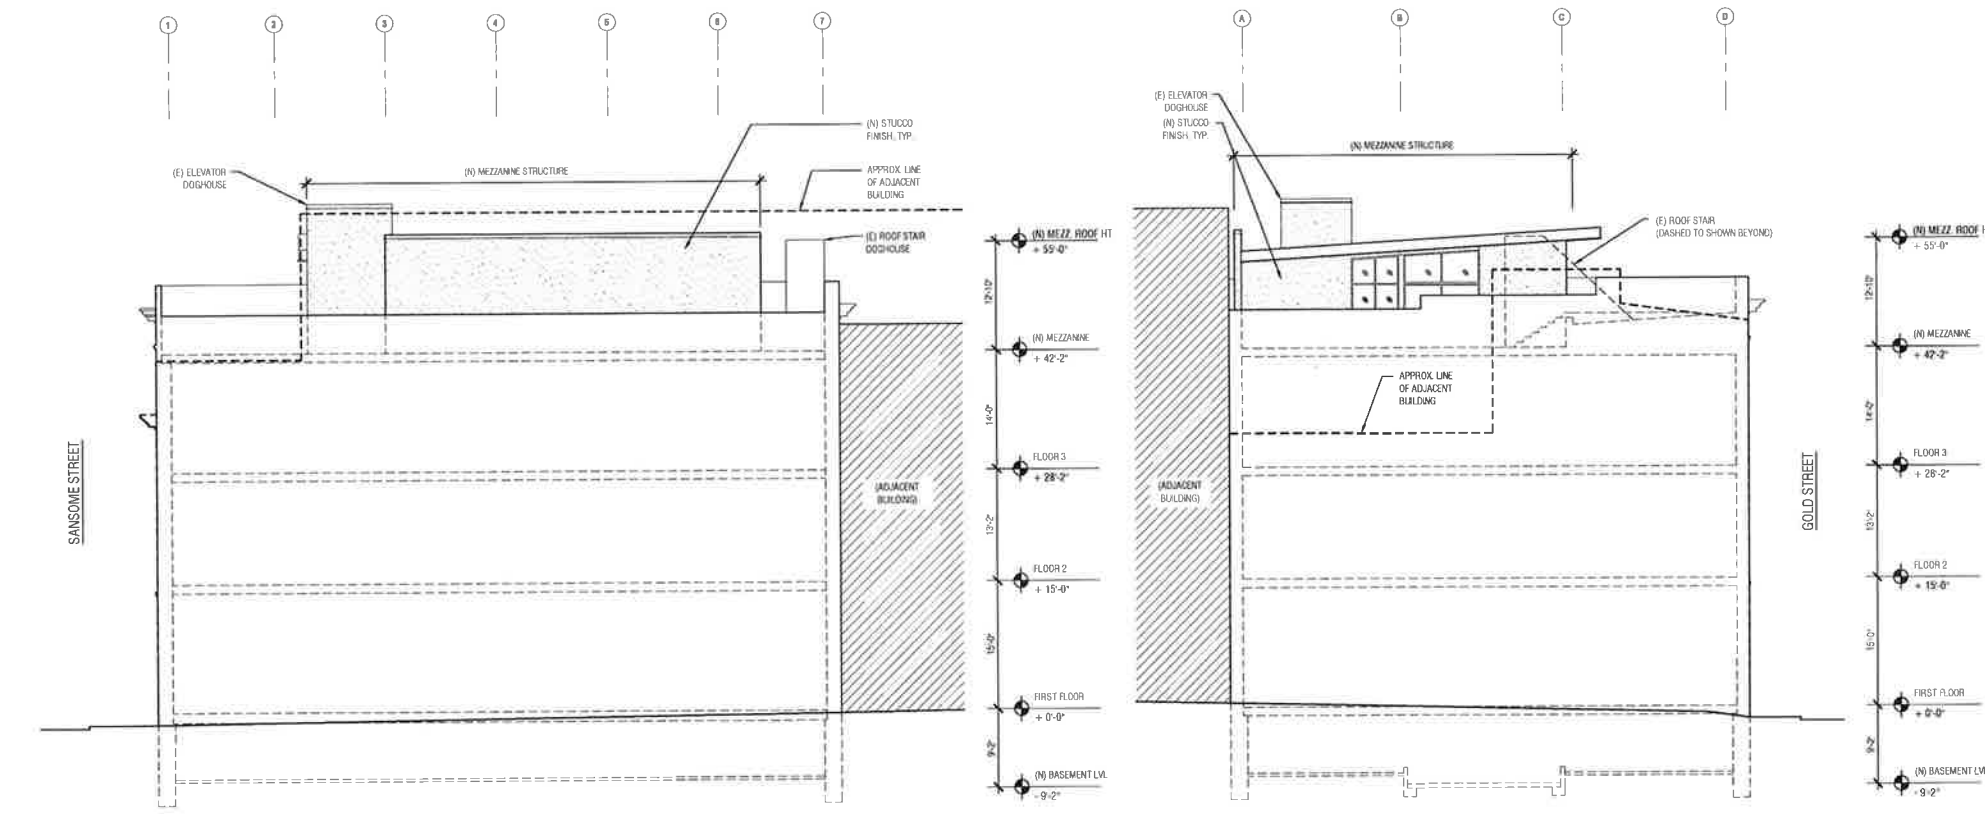 1 2 3 4 5 6 7
(N) STUCCO
FINISH, TYP.
(E) ELEVATOR
DOGHOUSE
(N) MEZZANINE STRUCTURE
APPROX. LINE
OF ADJACENT
BUILDING
(E) ROOF STAIR
DOGHOUSE
(N) MEZZ. ROOF HT
+ 55'-0"
12'-10"
(N) MEZZANINE
+ 42'-2"
14'-0"
FLOOR 3
+ 28'-2"
13'-2"
FLOOR 2
+ 15'-0"
15'-0"
FIRST FLOOR
+ 0'-0"
9'-2"
(N) BASEMENT LVL
- 9'-2"
SANSOME STREET
(ADJACENT
BUILDING)
A B C D
(E) ELEVATOR
DOGHOUSE
(N) STUCCO
FINISH, TYP.
(N) MEZZANINE STRUCTURE
(E) ROOF STAIR
(DASHED TO SHOWN BEYOND)
APPROX. LINE
OF ADJACENT
BUILDING
(ADJACENT
BUILDING)
GOLD STREET
(N) MEZZ. ROOF
+ 55'-0"
12'-10"
(N) MEZZANINE
+ 42'-2"
14'-0"
FLOOR 3
+ 28'-2"
13'-2"
FLOOR 2
+ 15'-0"
15'-0"
FIRST FLOOR
+ 0'-0"
9'-2"
(N) BASEMENT LV
- 9'-2"